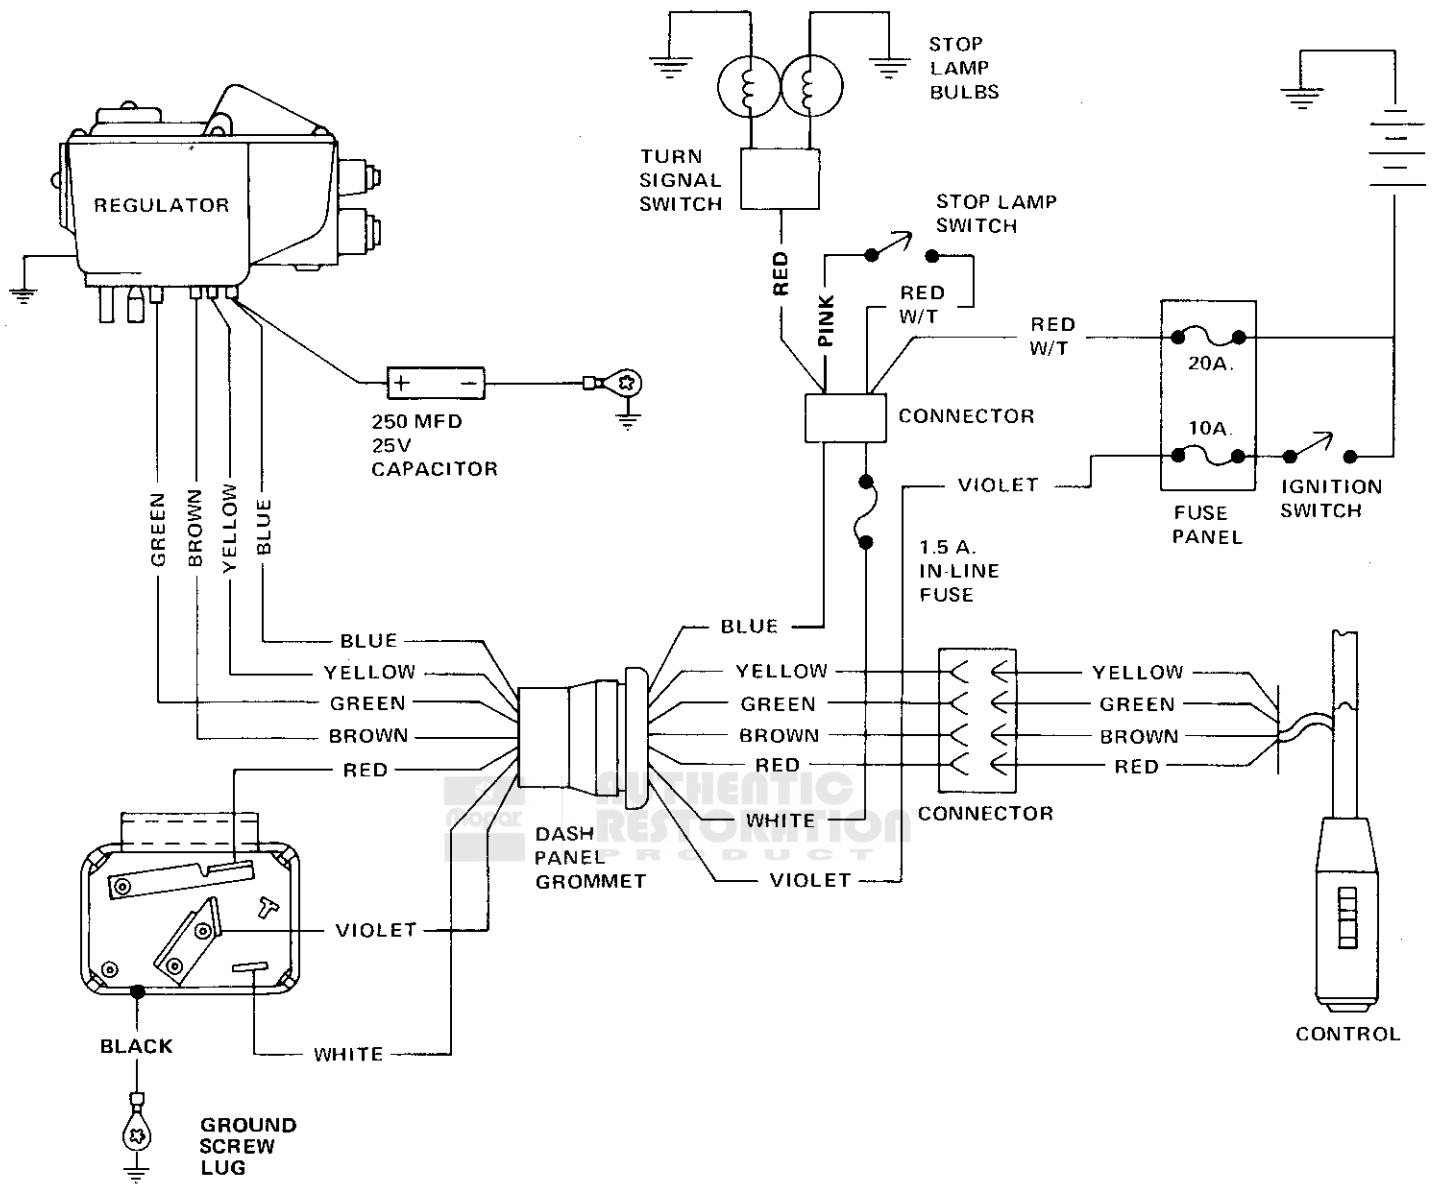 STOP
LAMP
BULBS
TURN
SIGNAL
SWITCH
STOP LAMP
SWITCH
REGULATOR
RED
PINK
RED
W/T
RED
W/T
20A.
10A.
+ −
250 MFD
25V
CAPACITOR
CONNECTOR
VIOLET
FUSE
PANEL
IGNITION
SWITCH
GREEN
BROWN
YELLOW
BLUE
1.5 A.
IN-LINE
FUSE
BLUE
YELLOW
GREEN
BROWN
RED
BLUE
YELLOW
GREEN
BROWN
RED
WHITE
VIOLET
YELLOW
GREEN
BROWN
RED
CONNECTOR
DASH
PANEL
GROMMET
Mopar
AUTHENTIC
RESTORATION
PRODUCT
VIOLET
WHITE
BLACK
GROUND
SCREW
LUG
CONTROL